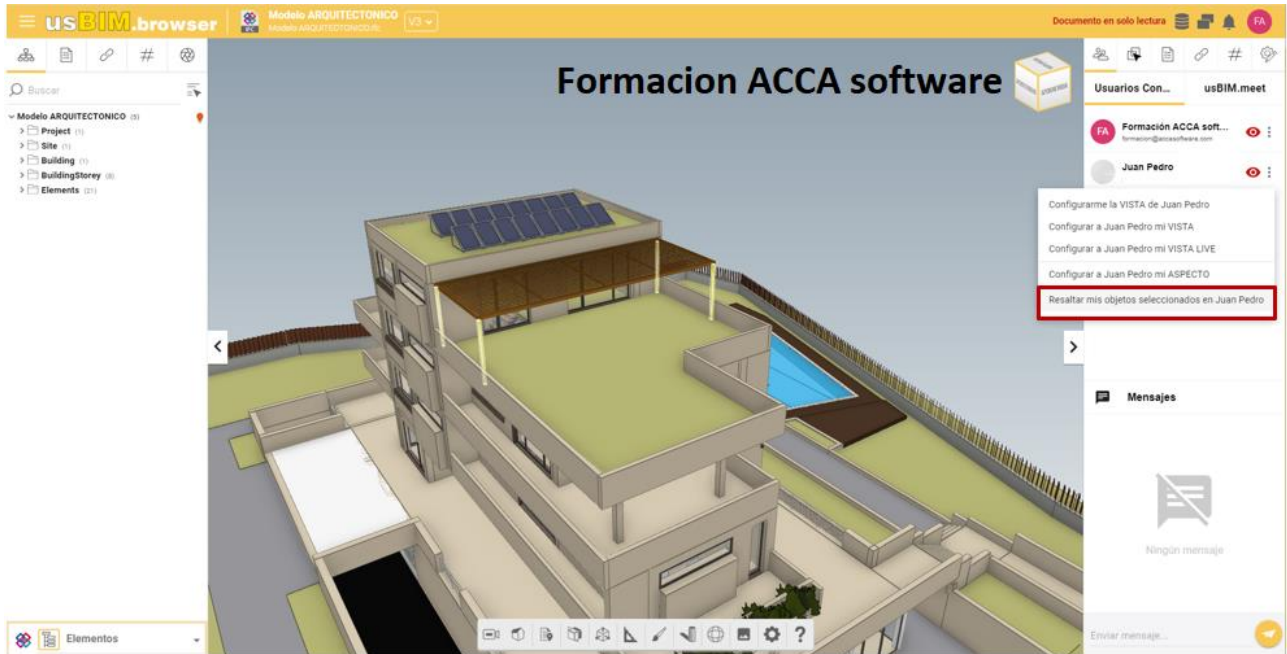 usBIM.browser
Modelo ARQUITECTONICO
Modelo ARQUITECTONICO.ifc
V3
Documento en solo lectura
FA
Formacion ACCA software
Buscar
Modelo ARQUITECTONICO (5)
Project (1)
Site (1)
Building (1)
BuildingStorey (8)
Elements (21)
Elementos
Usuarios Con...
usBIM.meet
FA
Formación ACCA soft...
formacion@accasoftware.com
Juan Pedro
Configurarme la VISTA de Juan Pedro
Configurar a Juan Pedro mi VISTA
Configurar a Juan Pedro mi VISTA LIVE
Configurar a Juan Pedro mi ASPECTO
Resaltar mis objetos seleccionados en Juan Pedro
Mensajes
Ningún mensaje
Enviar mensaje...